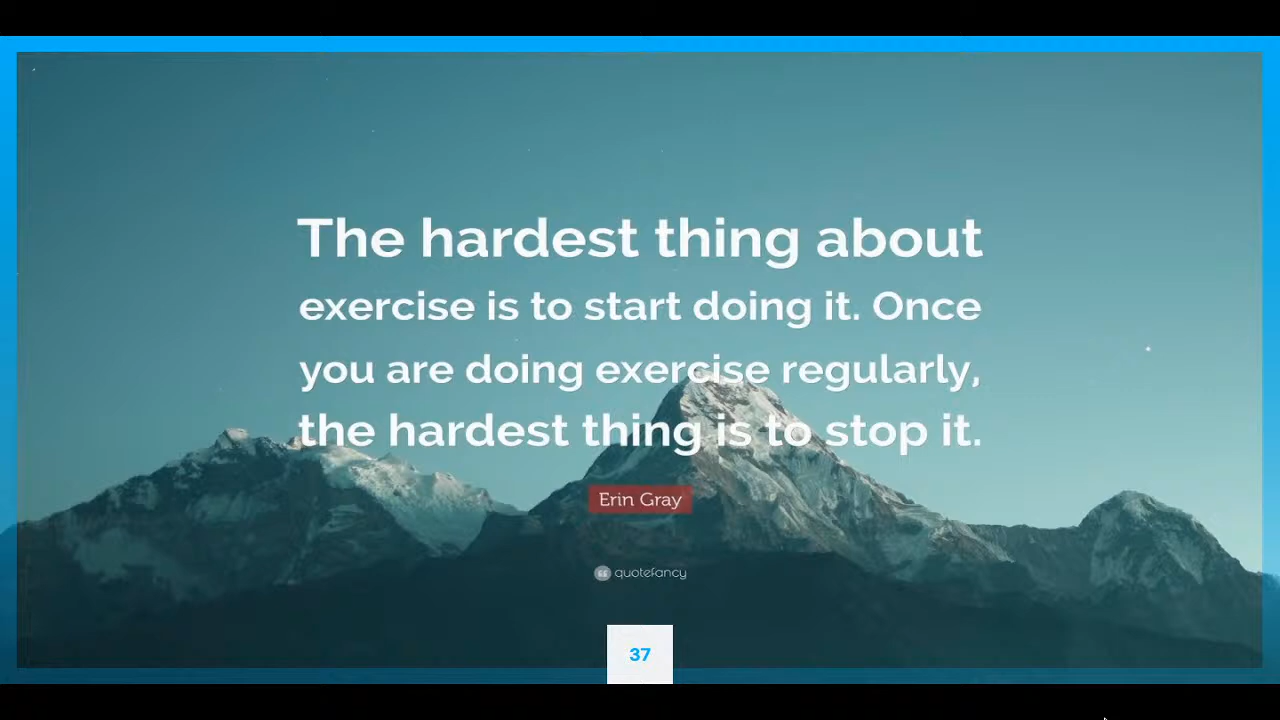 The hardest thing about
exercise is to start doing it. Once
you are doing exercise regularly,
the hardest thing is to stop it.
Erin Gray
quotefancy
37